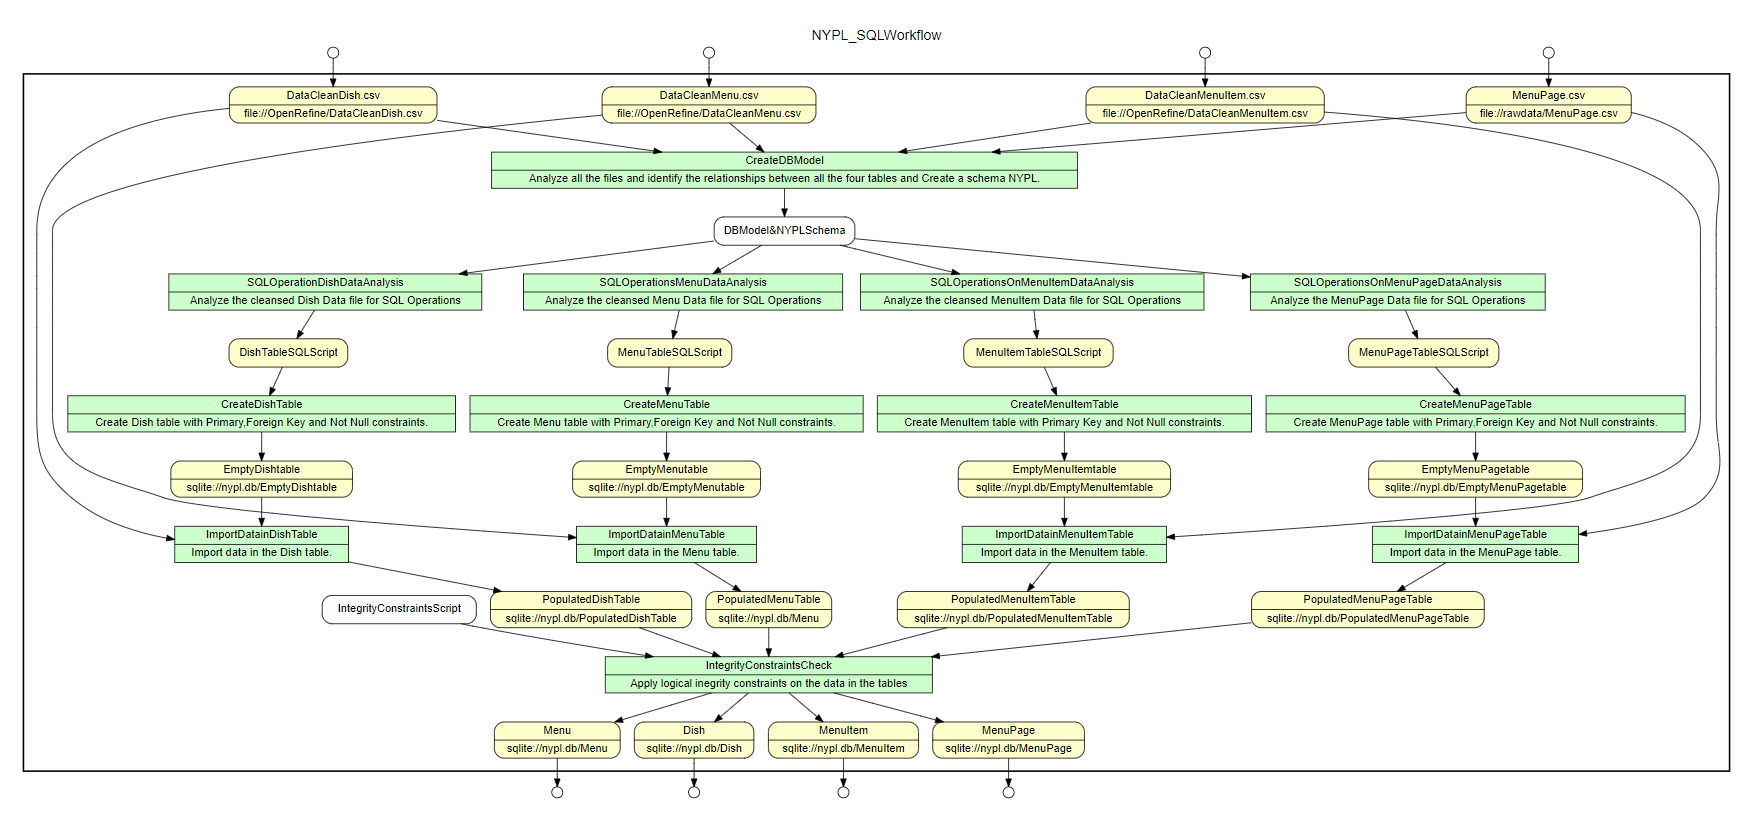 NYPL_SQLWorkflow
DataCleanDish.csv
file://OpenRefine/DataCleanDish.csv
DataCleanMenu.csv
file://OpenRefine/DataCleanMenu.csv
DataCleanMenuItem.csv
file://OpenRefine/DataCleanMenuItem.csv
MenuPage.csv
file://rawdata/MenuPage.csv
CreateDBModel
Analyze all the files and identify the relationships between all the four tables and Create a schema NYPL.
DBModel&NYPLSchema
SQLOperationDishDataAnalysis
Analyze the cleansed Dish Data file for SQL Operations
SQLOperationsMenuDataAnalysis
Analyze the cleansed Menu Data file for SQL Operations
SQLOperationsOnMenuItemDataAnalysis
Analyze the cleansed MenuItem Data file for SQL Operations
SQLOperationsOnMenuPageDataAnalysis
Analyze the MenuPage Data file for SQL Operations
DishTableSQLScript
MenuTableSQLScript
MenuItemTableSQLScript
MenuPageTableSQLScript
CreateDishTable
Create Dish table with Primary,Foreign Key and Not Null constraints.
CreateMenuTable
Create Menu table with Primary,Foreign Key and Not Null constraints.
CreateMenuItemTable
Create MenuItem table with Primary Key and Not Null constraints.
CreateMenuPageTable
Create MenuPage table with Primary,Foreign Key and Not Null constraints.
EmptyDishtable
sqlite://nypl.db/EmptyDishtable
EmptyMenutable
sqlite://nypl.db/EmptyMenutable
EmptyMenuItemtable
sqlite://nypl.db/EmptyMenuItemtable
EmptyMenuPagetable
sqlite://nypl.db/EmptyMenuPagetable
ImportDatainDishTable
Import data in the Dish table.
ImportDatainMenuTable
Import data in the Menu table.
ImportDatainMenuItemTable
Import data in the MenuItem table.
ImportDatainMenuPageTable
Import data in the MenuPage table.
IntegrityConstraintsScript
PopulatedDishTable
sqlite://nypl.db/PopulatedDishTable
PopulatedMenuTable
sqlite://nypl.db/Menu
PopulatedMenuItemTable
sqlite://nypl.db/PopulatedMenuItemTable
PopulatedMenuPageTable
sqlite://nypl.db/PopulatedMenuPageTable
IntegrityConstraintsCheck
Apply logical inegrity constraints on the data in the tables
Menu
sqlite://nypl.db/Menu
Dish
sqlite://nypl.db/Dish
MenuItem
sqlite://nypl.db/MenuItem
MenuPage
sqlite://nypl.db/MenuPage